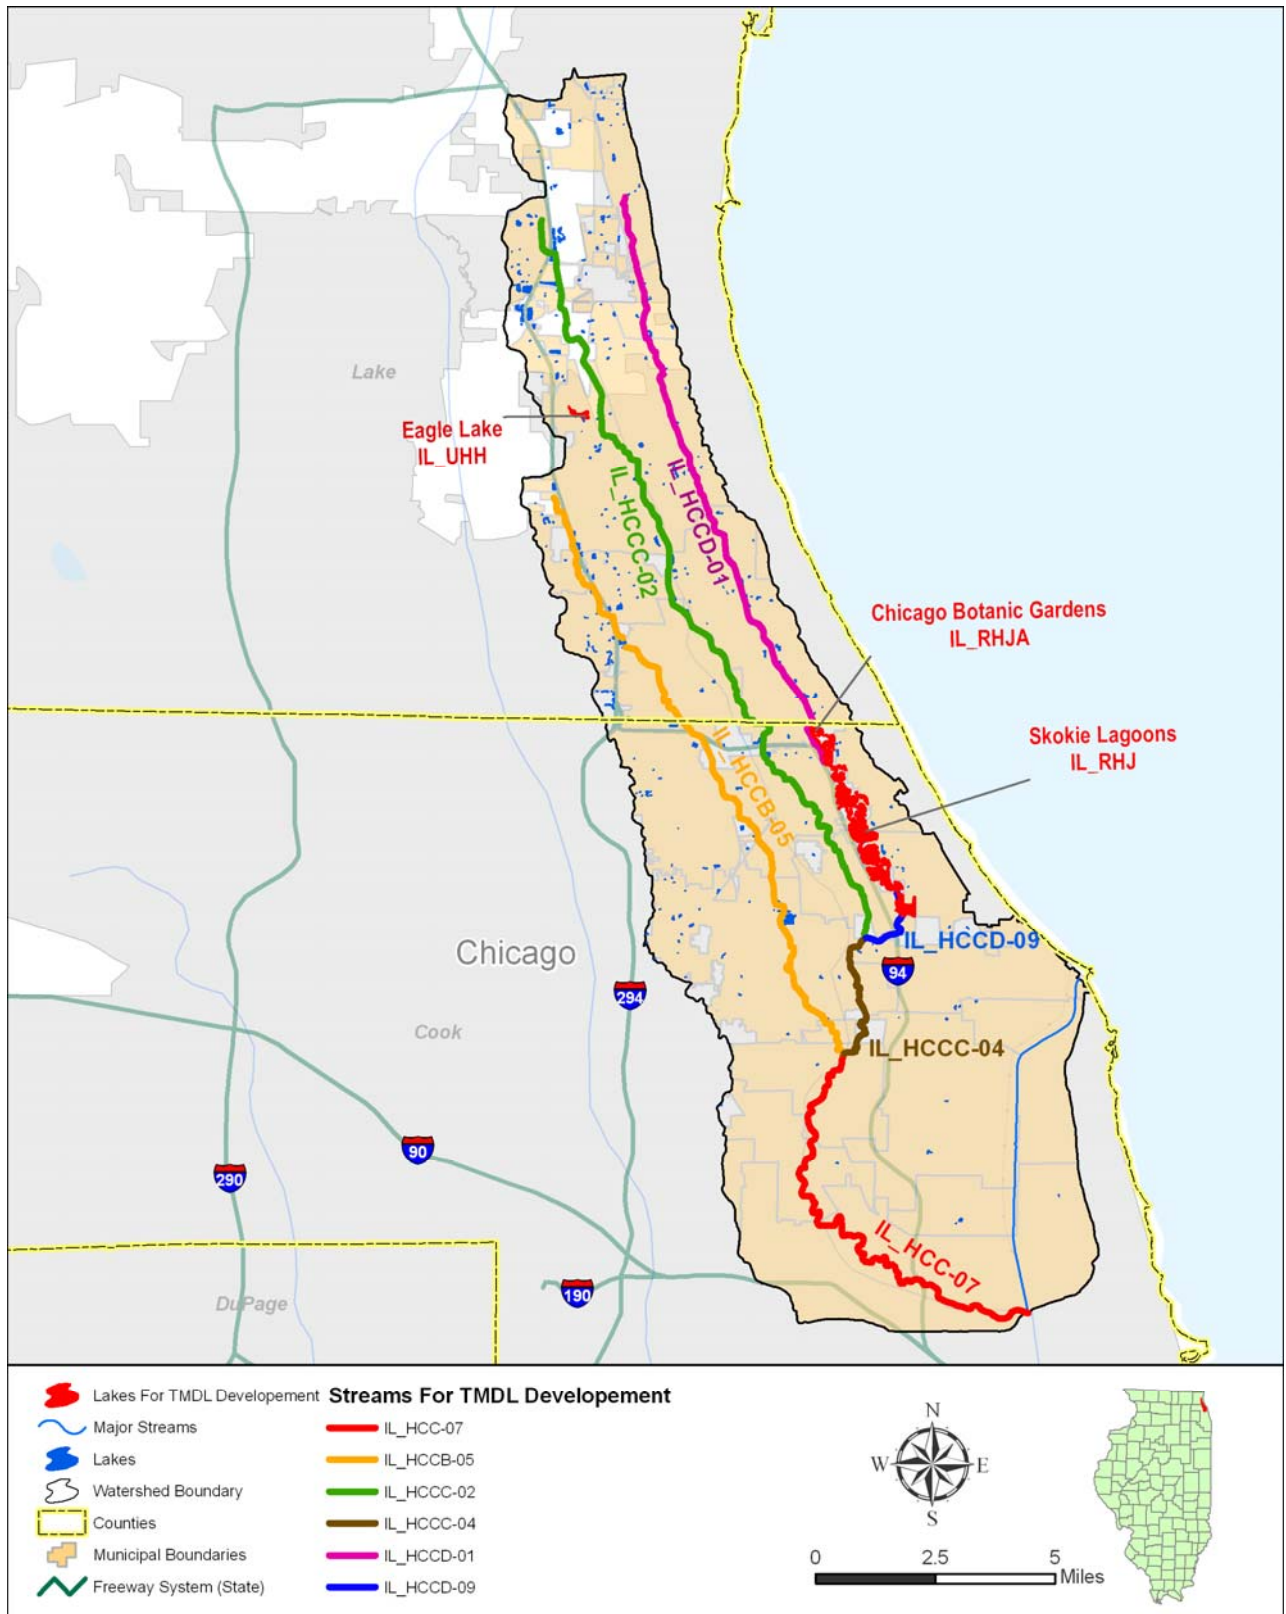 Lake
Eagle Lake
IL_UHH
IL_HCCC-02
IL_HCCD-01
Chicago Botanic Gardens
IL_RHJA
Skokie Lagoons
IL_RHJ
IL_HCCB-05
IL_HCCD-09
Chicago
94
294
Cook
IL_HCCC-04
90
290
IL_HCC-07
190
DuPage
Lakes For TMDL Developement
Major Streams
Lakes
Watershed Boundary
Counties
Municipal Boundaries
Freeway System (State)
Streams For TMDL Developement
IL_HCC-07
IL_HCCB-05
IL_HCCC-02
IL_HCCC-04
IL_HCCD-01
IL_HCCD-09
N
W E
S
0 2.5 5
Miles